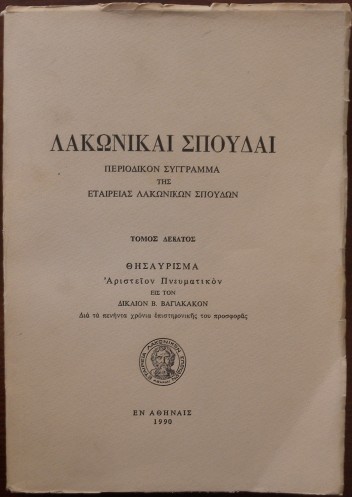 ΛΑΚΩΝΙΚΑΙ ΣΠΟΥΔΑΙ
ΠΕΡΙΟΔΙΚΟΝ ΣΥΓΓΡΑΜΜΑ
ΤΗΣ
ΕΤΑΙΡΕΙΑΣ ΛΑΚΩΝΙΚΩΝ ΣΠΟΥΔΩΝ
ΤΟΜΟΣ ΔΕΚΑΤΟΣ
ΘΗΣΑΥΡΙΣΜΑ
Ἀριστεῖον Πνευματικὸν
ΕΙΣ ΤΟΝ
ΔΙΚΑΙΟΝ Β. ΒΑΓΙΑΚΑΚΟΝ
Διὰ τὰ πενήντα χρόνια ἐπιστημονικῆς του προσφορᾶς
ΕΝ ΑΘΗΝΑΙΣ
1990